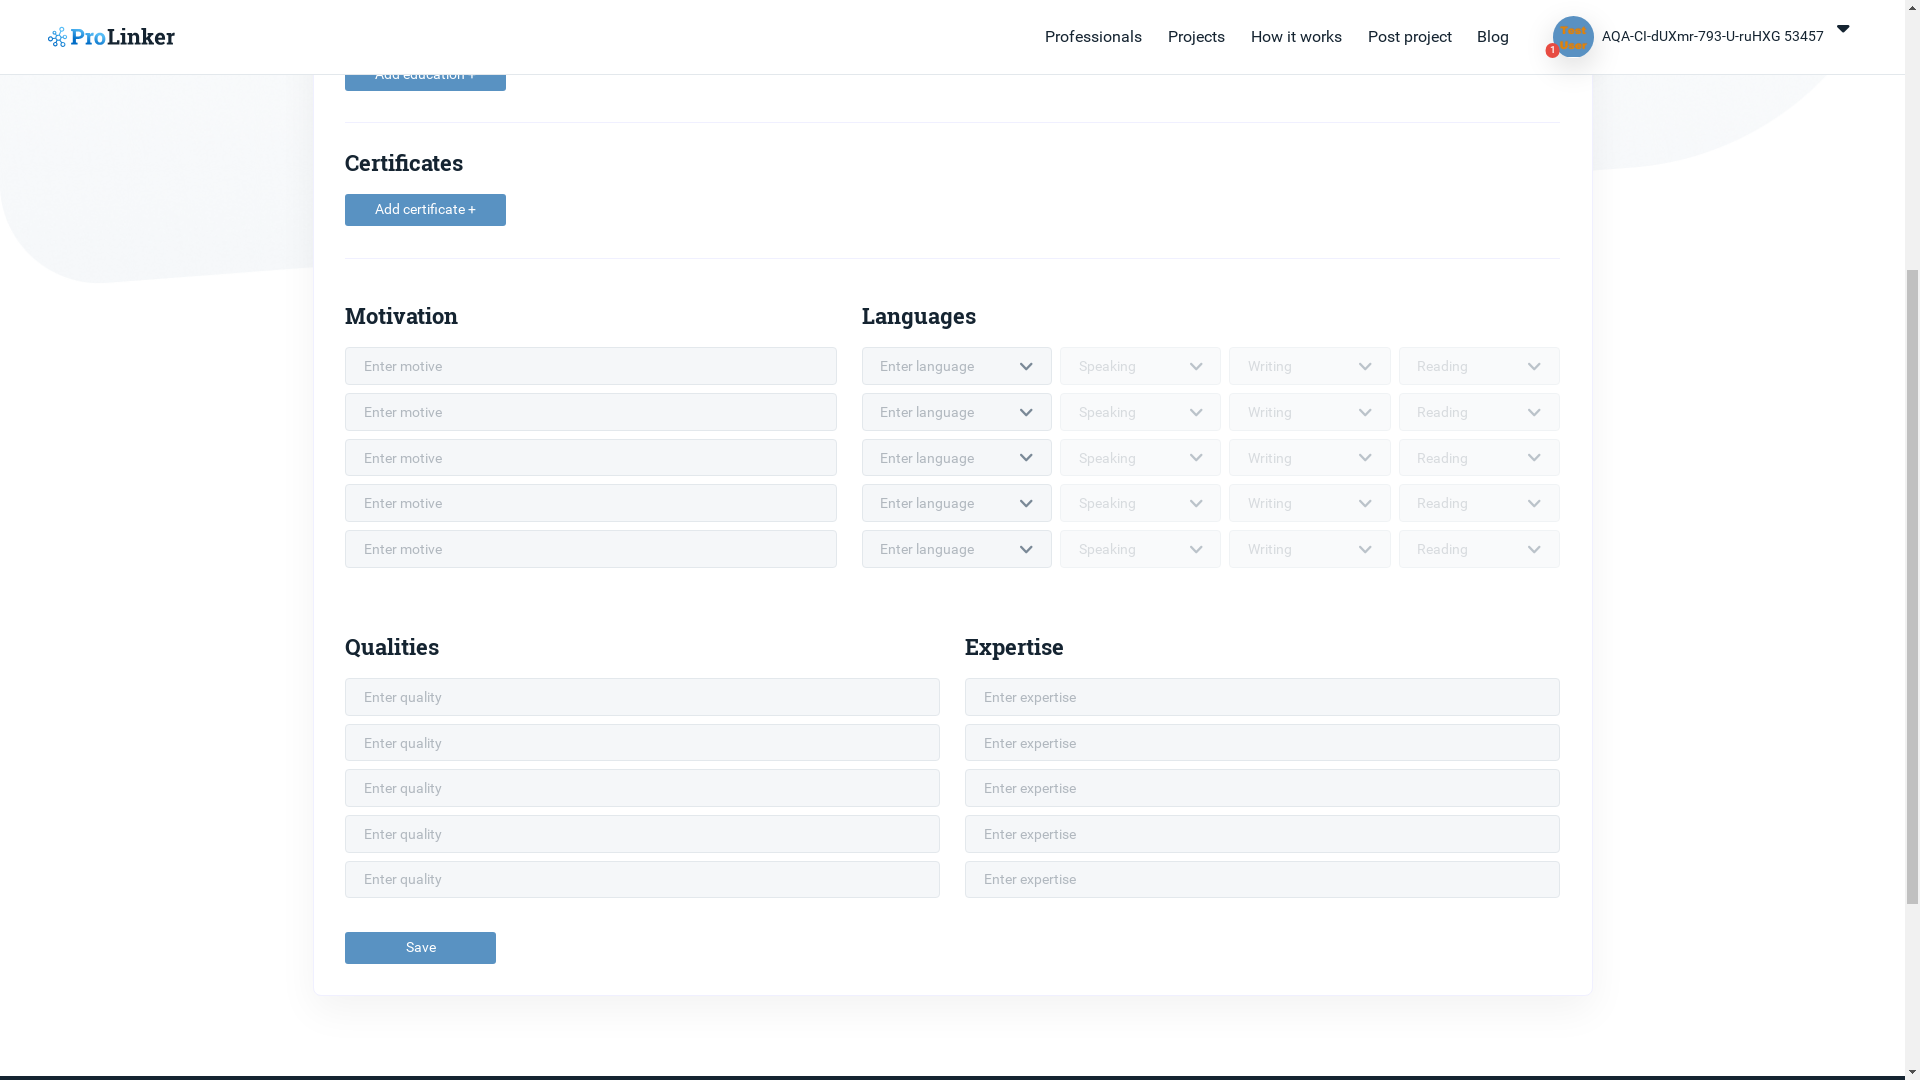 ProLinker
Professionals
Projects
How it works
Post project
Blog
Test
User
1
AQA-CI-dUXmr-793-U-ruHXG 53457
Add education +
Certificates
Add certificate +
Motivation
Enter motive
Enter motive
Enter motive
Enter motive
Enter motive
Languages
Enter language Speaking Writing Reading
Enter language Speaking Writing Reading
Enter language Speaking Writing Reading
Enter language Speaking Writing Reading
Enter language Speaking Writing Reading
Qualities
Enter quality
Enter quality
Enter quality
Enter quality
Enter quality
Expertise
Enter expertise
Enter expertise
Enter expertise
Enter expertise
Enter expertise
Save